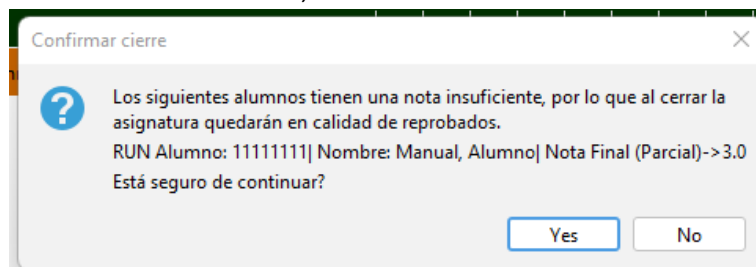 Confirmar cierre
Los siguientes alumnos tienen una nota insuficiente, por lo que al cerrar la
asignatura quedarán en calidad de reprobados.
RUN Alumno: 11111111| Nombre: Manual, Alumno| Nota Final (Parcial)->3.0
Está seguro de continuar?
Yes No